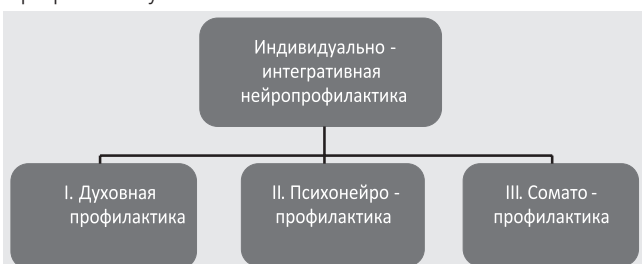 Индивидуально -
интегративная
нейропрофилактика
I. Духовная
профилактика
II. Психонейро -
профилактика
III. Сомато -
профилактика